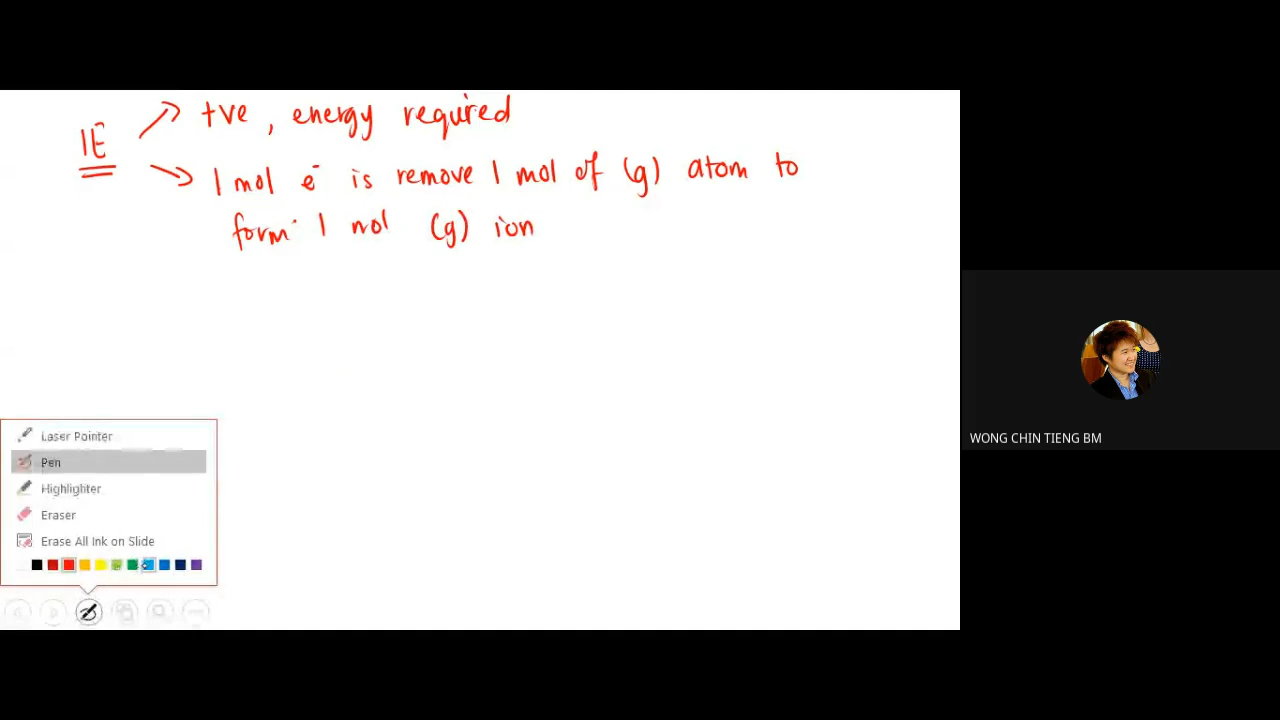 +ve, energy required
IE
1 mol e⁻ is remove 1 mol of (g) atom to
form 1 mol (g) ion
WONG CHIN TIENG BM
Laser Pointer
Pen
Highlighter
Eraser
Erase All Ink on Slide